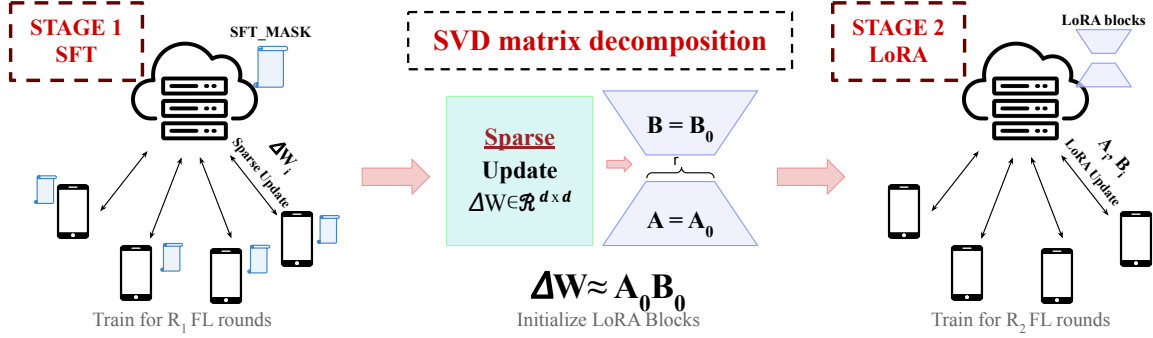 STAGE 1
SFT
SFT_MASK
ΔWᵢ
Sparse Update
Train for R₁ FL rounds
SVD matrix decomposition
Sparse
Update
ΔW∈ℛ ᵈ ˣ ᵈ
B = B₀
r
A = A₀
ΔW≈ A₀B₀
Initialize LoRA Blocks
STAGE 2
LoRA
LoRA blocks
Aᵢ, Bᵢ
LoRA Update
Train for R₂ FL rounds